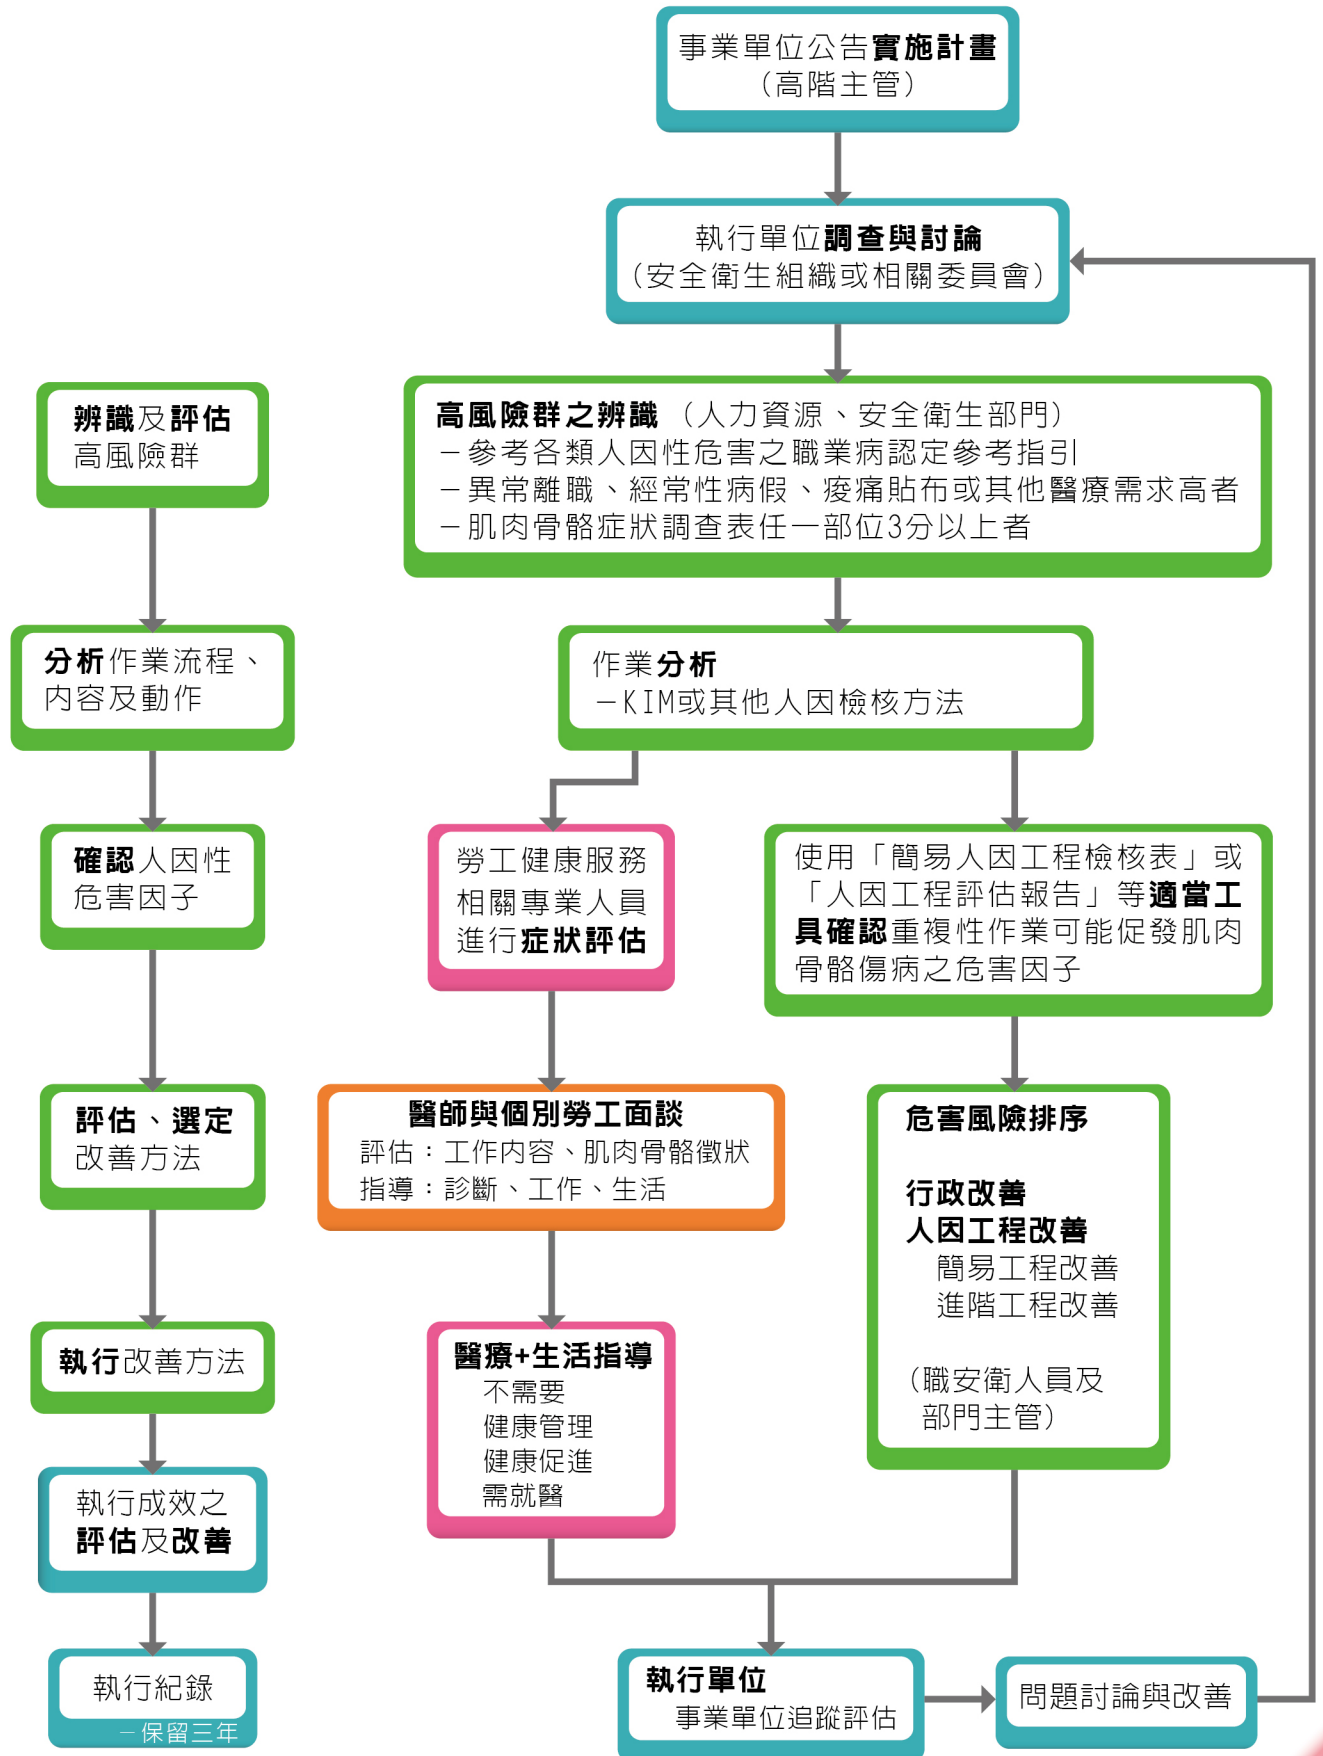 事業單位公告實施計畫
（高階主管）
執行單位調查與討論
（安全衛生組織或相關委員會）
辨識及評估
高風險群
高風險群之辨識（人力資源、安全衛生部門）
－參考各類人因性危害之職業病認定參考指引
－異常離職、經常性病假、痠痛貼布或其他醫療需求高者
－肌肉骨骼症狀調查表任一部位3分以上者
分析作業流程、
內容及動作
作業分析
－KIM或其他人因檢核方法
確認人因性
危害因子
勞工健康服務
相關專業人員
進行症狀評估
使用「簡易人因工程檢核表」或
「人因工程評估報告」等適當工
具確認重複性作業可能促發肌肉
骨骼傷病之危害因子
評估、選定
改善方法
醫師與個別勞工面談
評估：工作內容、肌肉骨骼徵狀
指導：診斷、工作、生活
危害風險排序
行政改善
人因工程改善
簡易工程改善
進階工程改善
（職安衛人員及
部門主管）
執行改善方法
醫療+生活指導
不需要
健康管理
健康促進
需就醫
執行成效之
評估及改善
執行紀錄
－保留三年
執行單位
事業單位追蹤評估
問題討論與改善